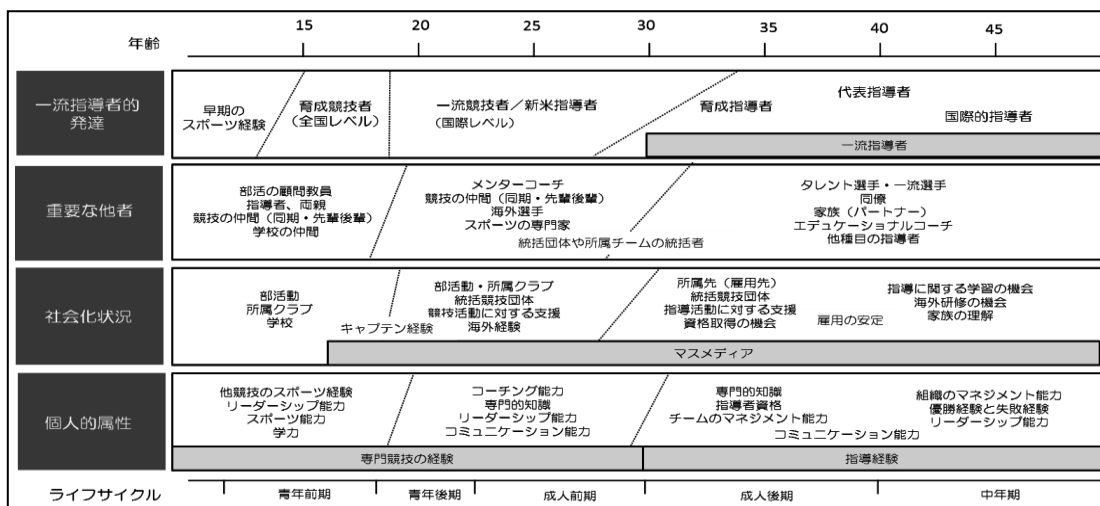 年齢
15
20
25
30
35
40
45
一流指導者的
発達
早期の
スポーツ経験
育成競技者
(全国レベル)
一流競技者／新米指導者
(国際レベル)
育成指導者
代表指導者
国際的指導者
一流指導者
重要な他者
部活の顧問教員
指導者、両親
競技の仲間（同期・先輩後輩）
学校の仲間
メンターコーチ
競技の仲間（同期・先輩後輩）
海外選手
スポーツの専門家
統括団体や所属チームの統括者
タレント選手・一流選手
同僚
家族（パートナー）
エデュケーショナルコーチ
他種目の指導者
社会化状況
部活動
所属クラブ
学校
キャプテン経験
部活動・所属クラブ
統括競技団体
競技活動に対する支援
海外経験
所属先（雇用先）
統括競技団体
指導活動に対する支援
資格取得の機会
雇用の安定
指導に関する学習の機会
海外研修の機会
家族の理解
マスメディア
個人的属性
他競技のスポーツ経験
リーダーシップ能力
スポーツ能力
学力
コーチング能力
専門的知識
リーダーシップ能力
コミュニケーション能力
専門的知識
指導者資格
チームのマネジメント能力
コミュニケーション能力
組織のマネジメント能力
優勝経験と失敗経験
リーダーシップ能力
専門競技の経験
指導経験
ライフサイクル
青年前期
青年後期
成人前期
成人後期
中年期